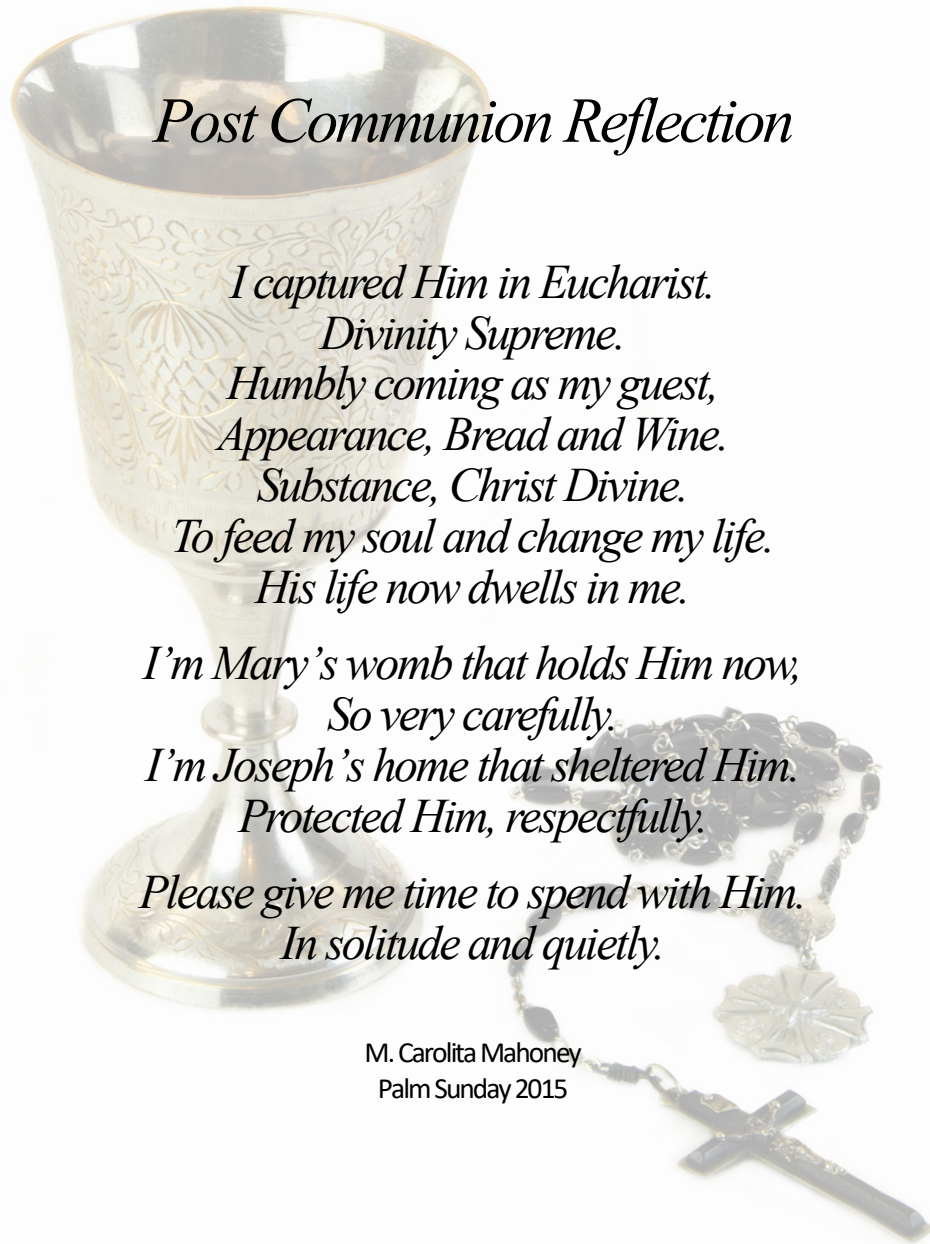 Post Communion Reflection
I captured Him in Eucharist.
Divinity Supreme.
Humbly coming as my guest,
Appearance, Bread and Wine.
Substance, Christ Divine.
To feed my soul and change my life.
His life now dwells in me.
I’m Mary’s womb that holds Him now,
So very carefully.
I’m Joseph’s home that sheltered Him.
Protected Him, respectfully.
Please give me time to spend with Him.
In solitude and quietly.
M. Carolita Mahoney
Palm Sunday 2015